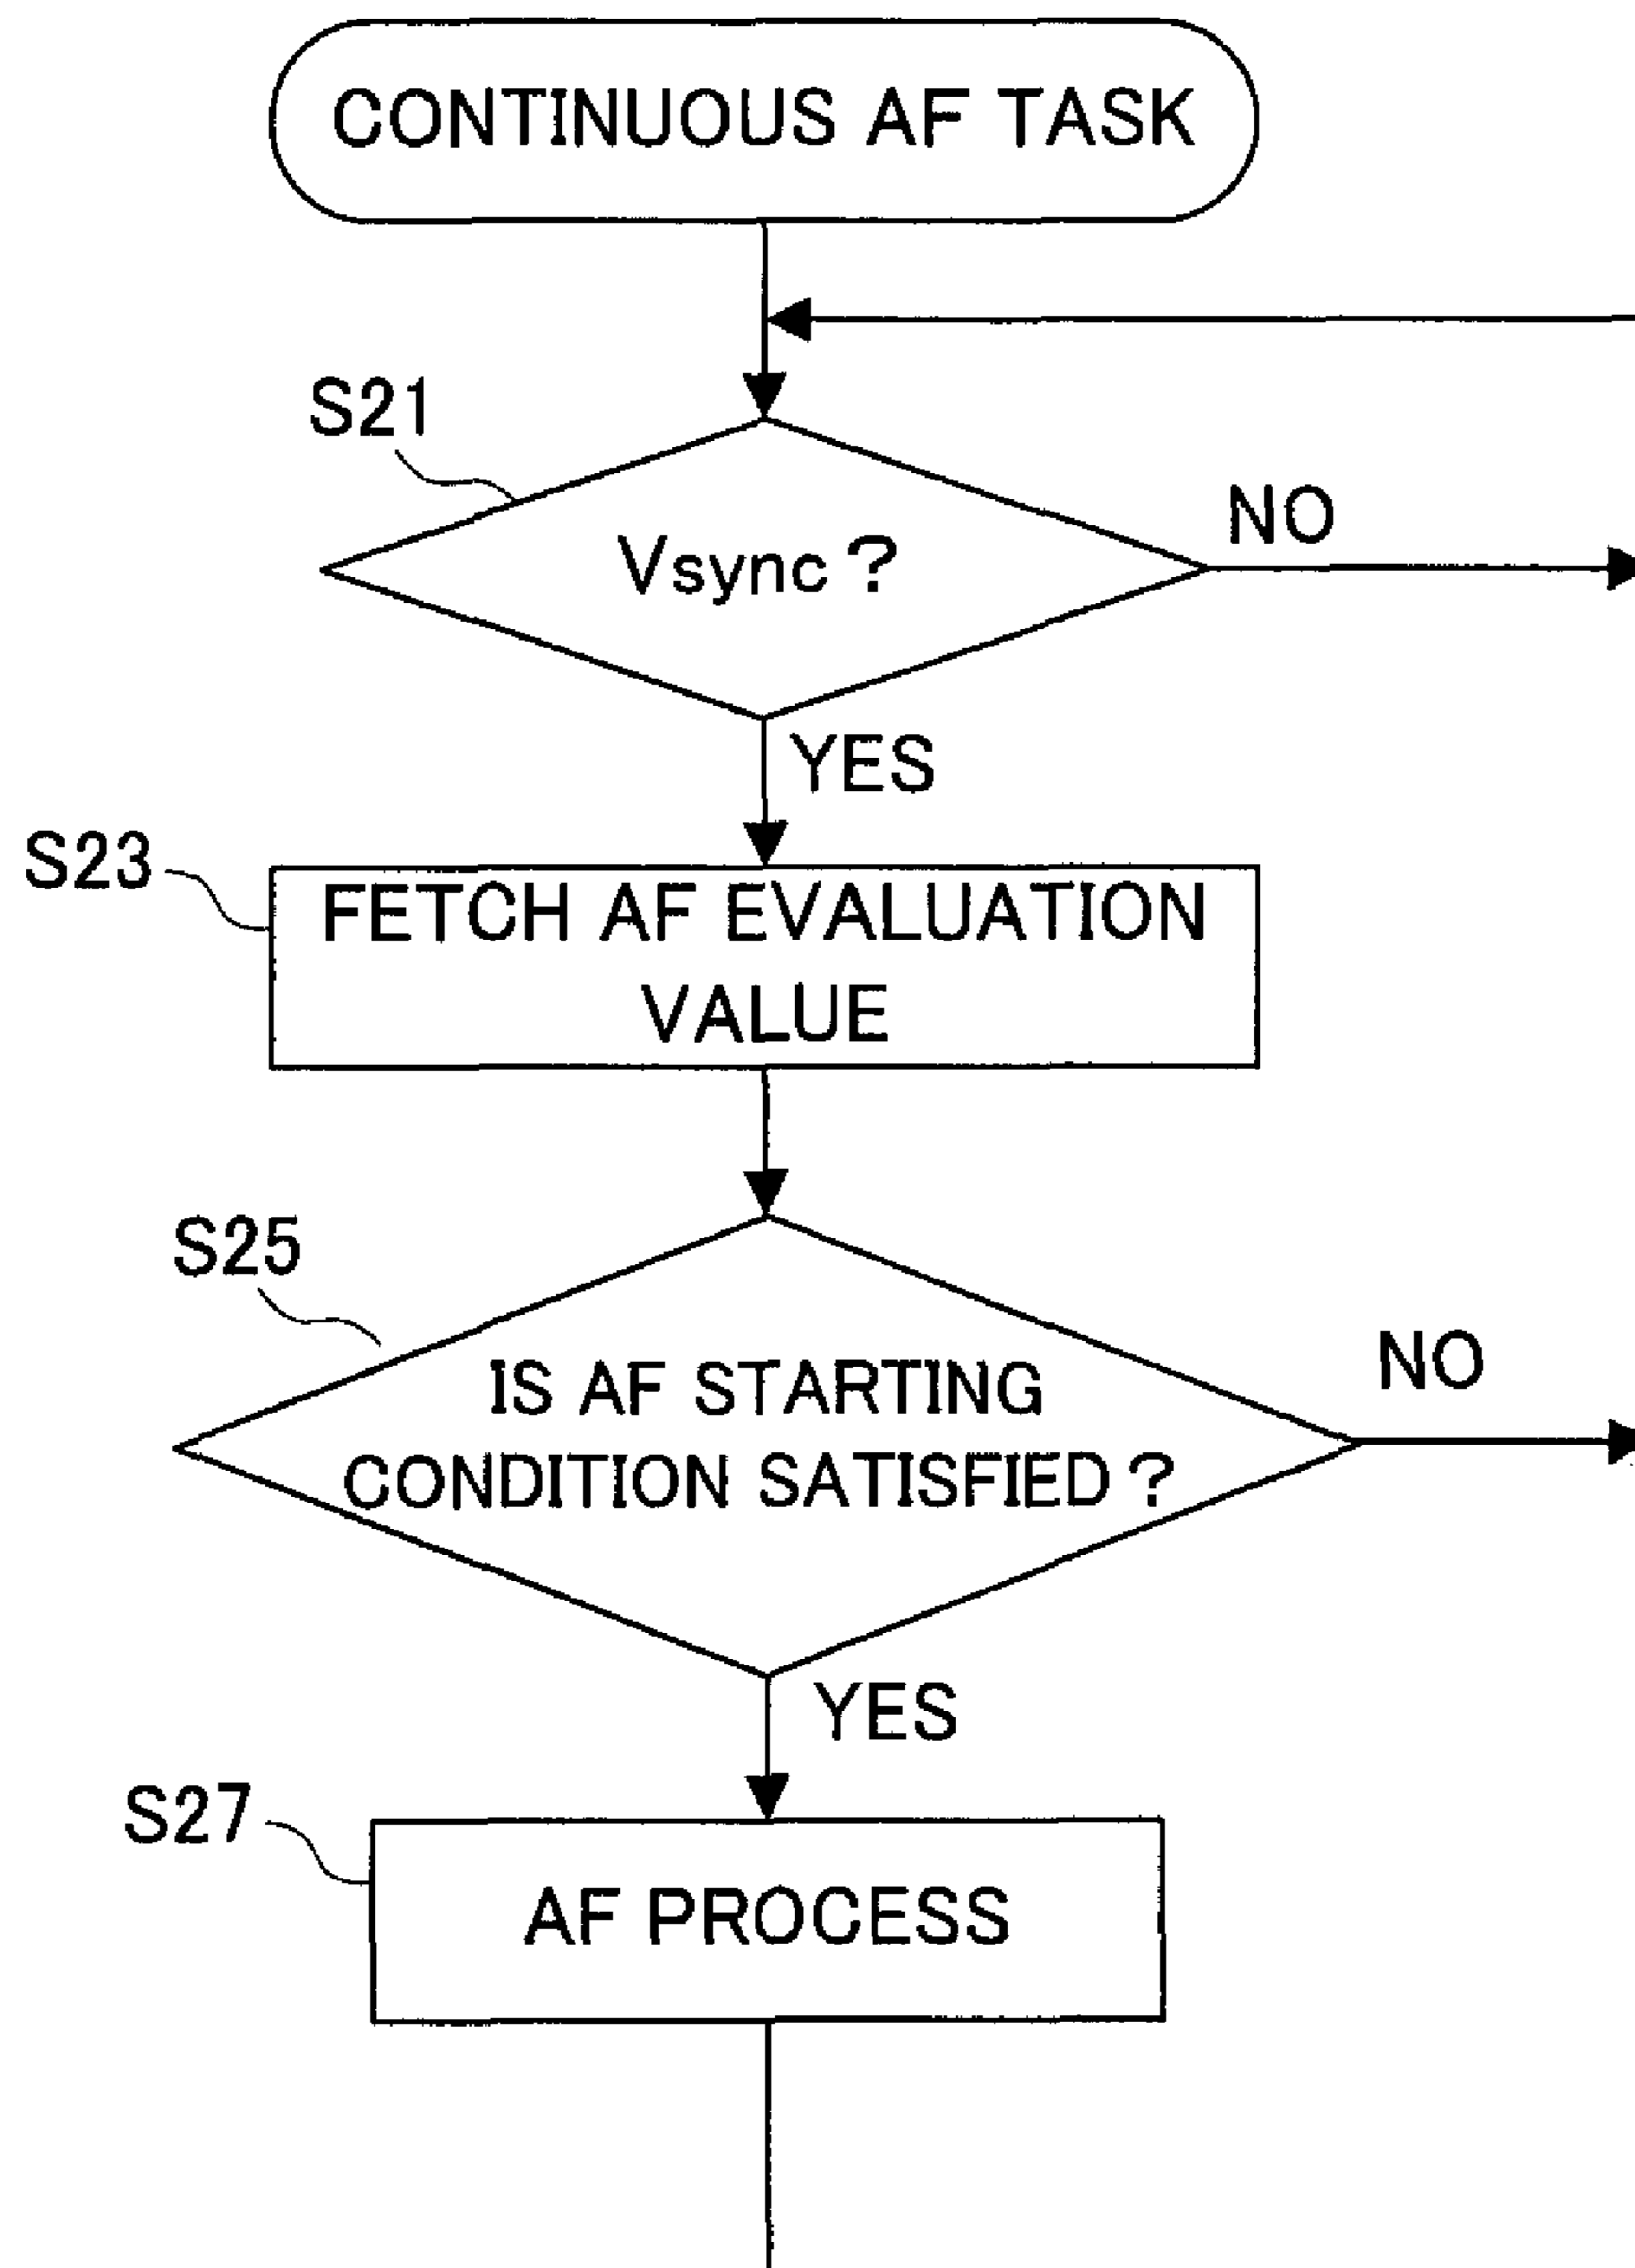 CONTINUOUS AF TASK
S21
NO
Vsync ?
YES
S23
FETCH AF EVALUATION
VALUE
S25
NO
IS AF STARTING
CONDITION SATISFIED ?
YES
S27
AF PROCESS